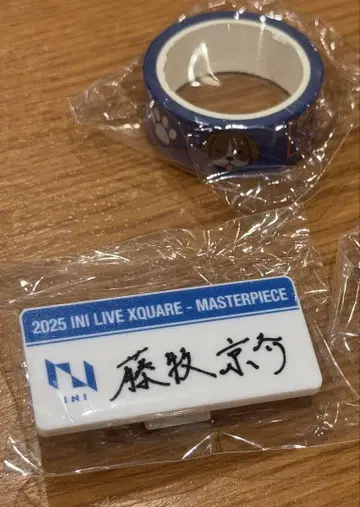 2025 INI LIVE XQUARE - MASTERPIECE
INI
藤牧 京介